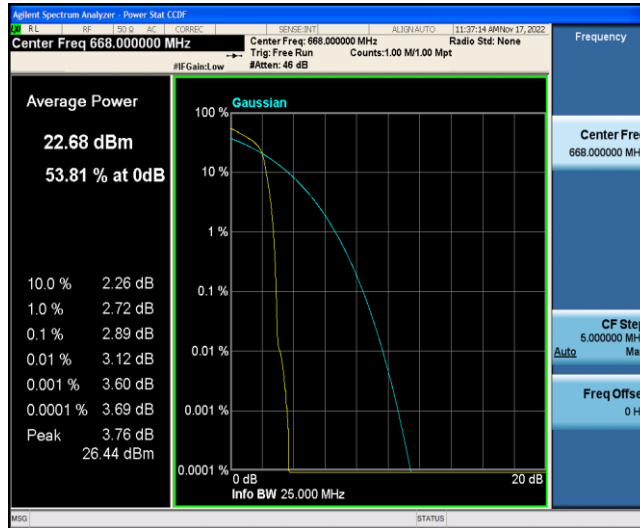 Agilent Spectrum Analyzer - Power Stat CCDF
RL RF 50 Ω AC CORREC SENSE:INT ALIGNAUTO 11:37:14 AMNov 17, 2022
Center Freq 668.000000 MHz
Center Freq: 668.000000 MHz Radio Std: None
Trig: Free Run Counts:1.00 M/1.00 Mpt
#IFGain:Low #Atten: 46 dB
Frequency
Average Power
22.68 dBm
53.81 % at 0dB
10.0 % 2.26 dB
1.0 % 2.72 dB
0.1 % 2.89 dB
0.01 % 3.12 dB
0.001 % 3.60 dB
0.0001 % 3.69 dB
Peak 3.76 dB
26.44 dBm
Gaussian
100 %
10 %
1 %
0.1 %
0.01 %
0.001 %
0.0001 %
0 dB 20 dB
Info BW 25.000 MHz
Center Fre
668.000000 MH
CF Ste
5.000000 MH
Auto Ma
Freq Offse
0 H
MSG STATUS